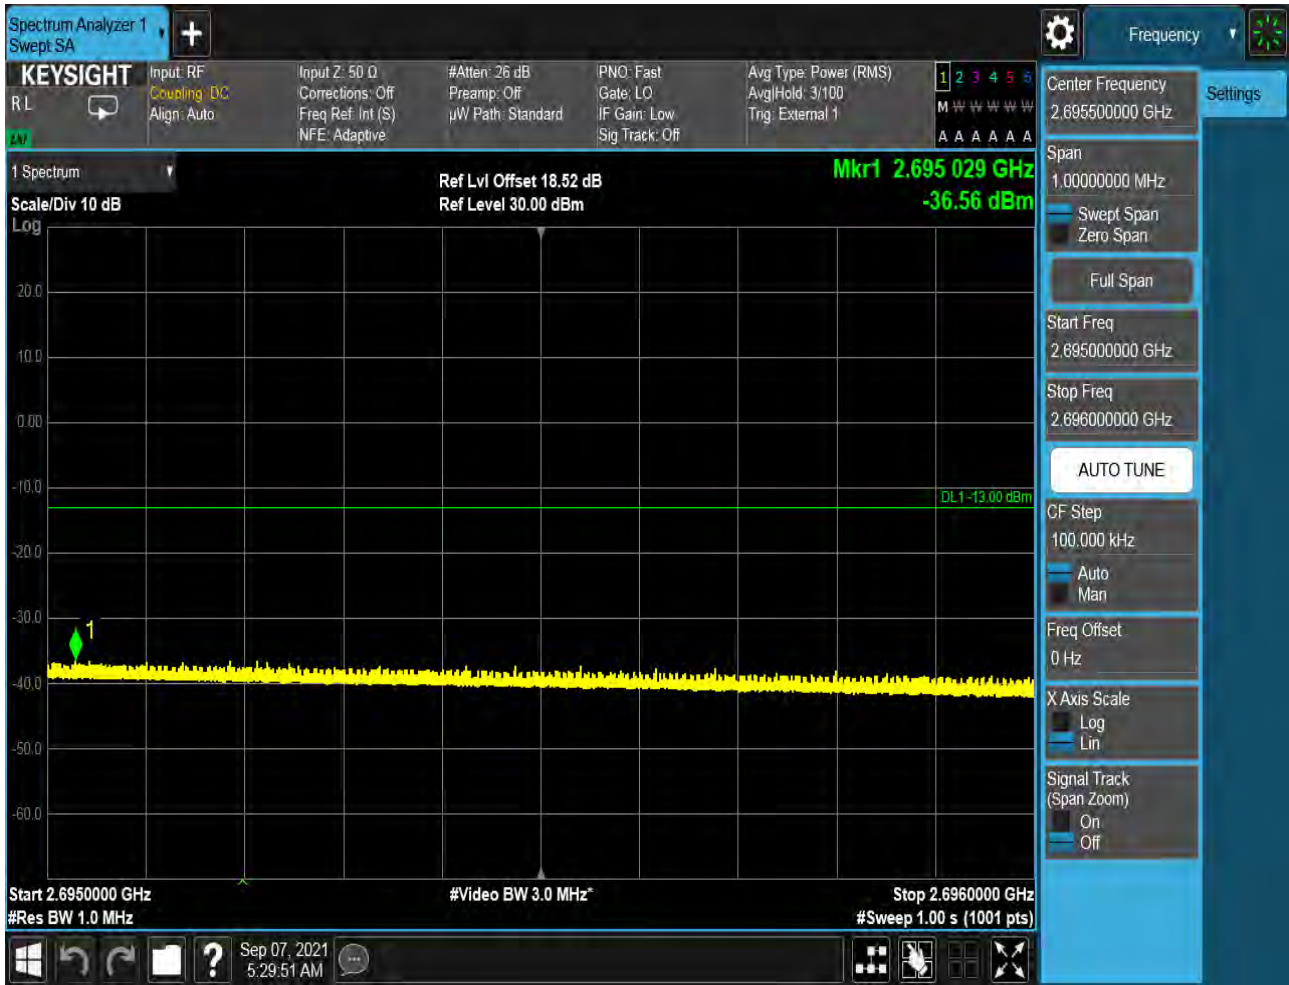 Spectrum Analyzer 1
Swept SA
Frequency
KEYSIGHT
R L
Input: RF
Coupling: DC
Align: Auto
Input Z: 50 Ω
Corrections: Off
Freq Ref: Int (S)
NFE: Adaptive
#Atten: 26 dB
Preamp: Off
µW Path: Standard
PNO: Fast
Gate: LO
IF Gain: Low
Sig Track: Off
Avg Type: Power (RMS)
Avg|Hold: 3/100
Trig: External 1
1 2 3 4 5 6
M W W W W W
A A A A A A
1 Spectrum
Scale/Div 10 dB
Log
Ref Lvl Offset 18.52 dB
Ref Level 30.00 dBm
Mkr1 2.695 029 GHz
-36.56 dBm
20.0
10.0
0.00
-10.0
-20.0
-30.0
-40.0
-50.0
-60.0
DL1 -13.00 dBm
1
Start 2.6950000 GHz
#Res BW 1.0 MHz
#Video BW 3.0 MHz*
Stop 2.6960000 GHz
#Sweep 1.00 s (1001 pts)
Sep 07, 2021
5:29:51 AM
Center Frequency
2.695500000 GHz
Settings
Span
1.00000000 MHz
Swept Span
Zero Span
Full Span
Start Freq
2.695000000 GHz
Stop Freq
2.696000000 GHz
AUTO TUNE
CF Step
100.000 kHz
Auto
Man
Freq Offset
0 Hz
X Axis Scale
Log
Lin
Signal Track
(Span Zoom)
On
Off